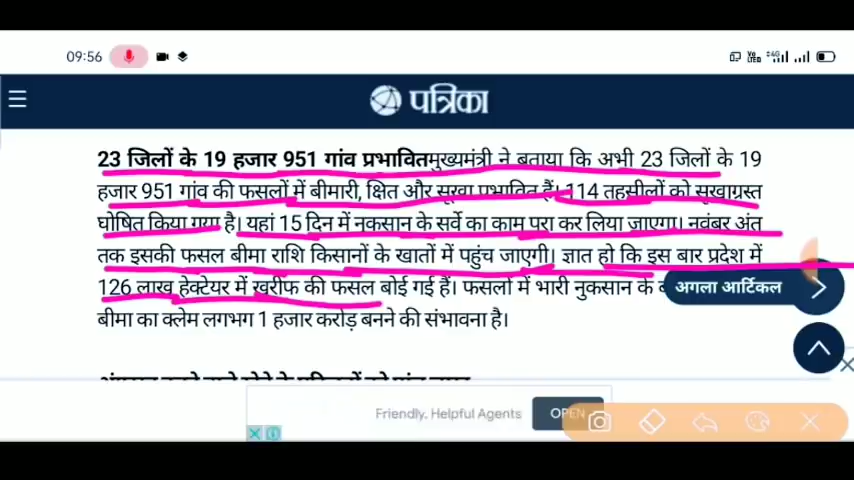 09:56
पत्रिका
23 जिलों के 19 हजार 951 गांव प्रभावितमुख्यमंत्री ने बताया कि अभी 23 जिलों के 19
हजार 951 गांव की फसलों में बीमारी, क्षित और सूखा प्रभावित हैं। 114 तहसीलों को सूखाग्रस्त
घोषित किया गया है। यहां 15 दिन में नुकसान के सर्वे का काम पूरा कर लिया जाएगा। नवंबर अंत
तक इसकी फसल बीमा राशि किसानों के खातों में पहुंच जाएगी। ज्ञात हो कि इस बार प्रदेश में
126 लाख हेक्टेयर में खरीफ की फसल बोई गई हैं। फसलों में भारी नुकसान के
अगला आर्टिकल
बीमा का क्लेम लगभग 1 हजार करोड़ बनने की संभावना है।
Friendly, Helpful Agents
OPEN